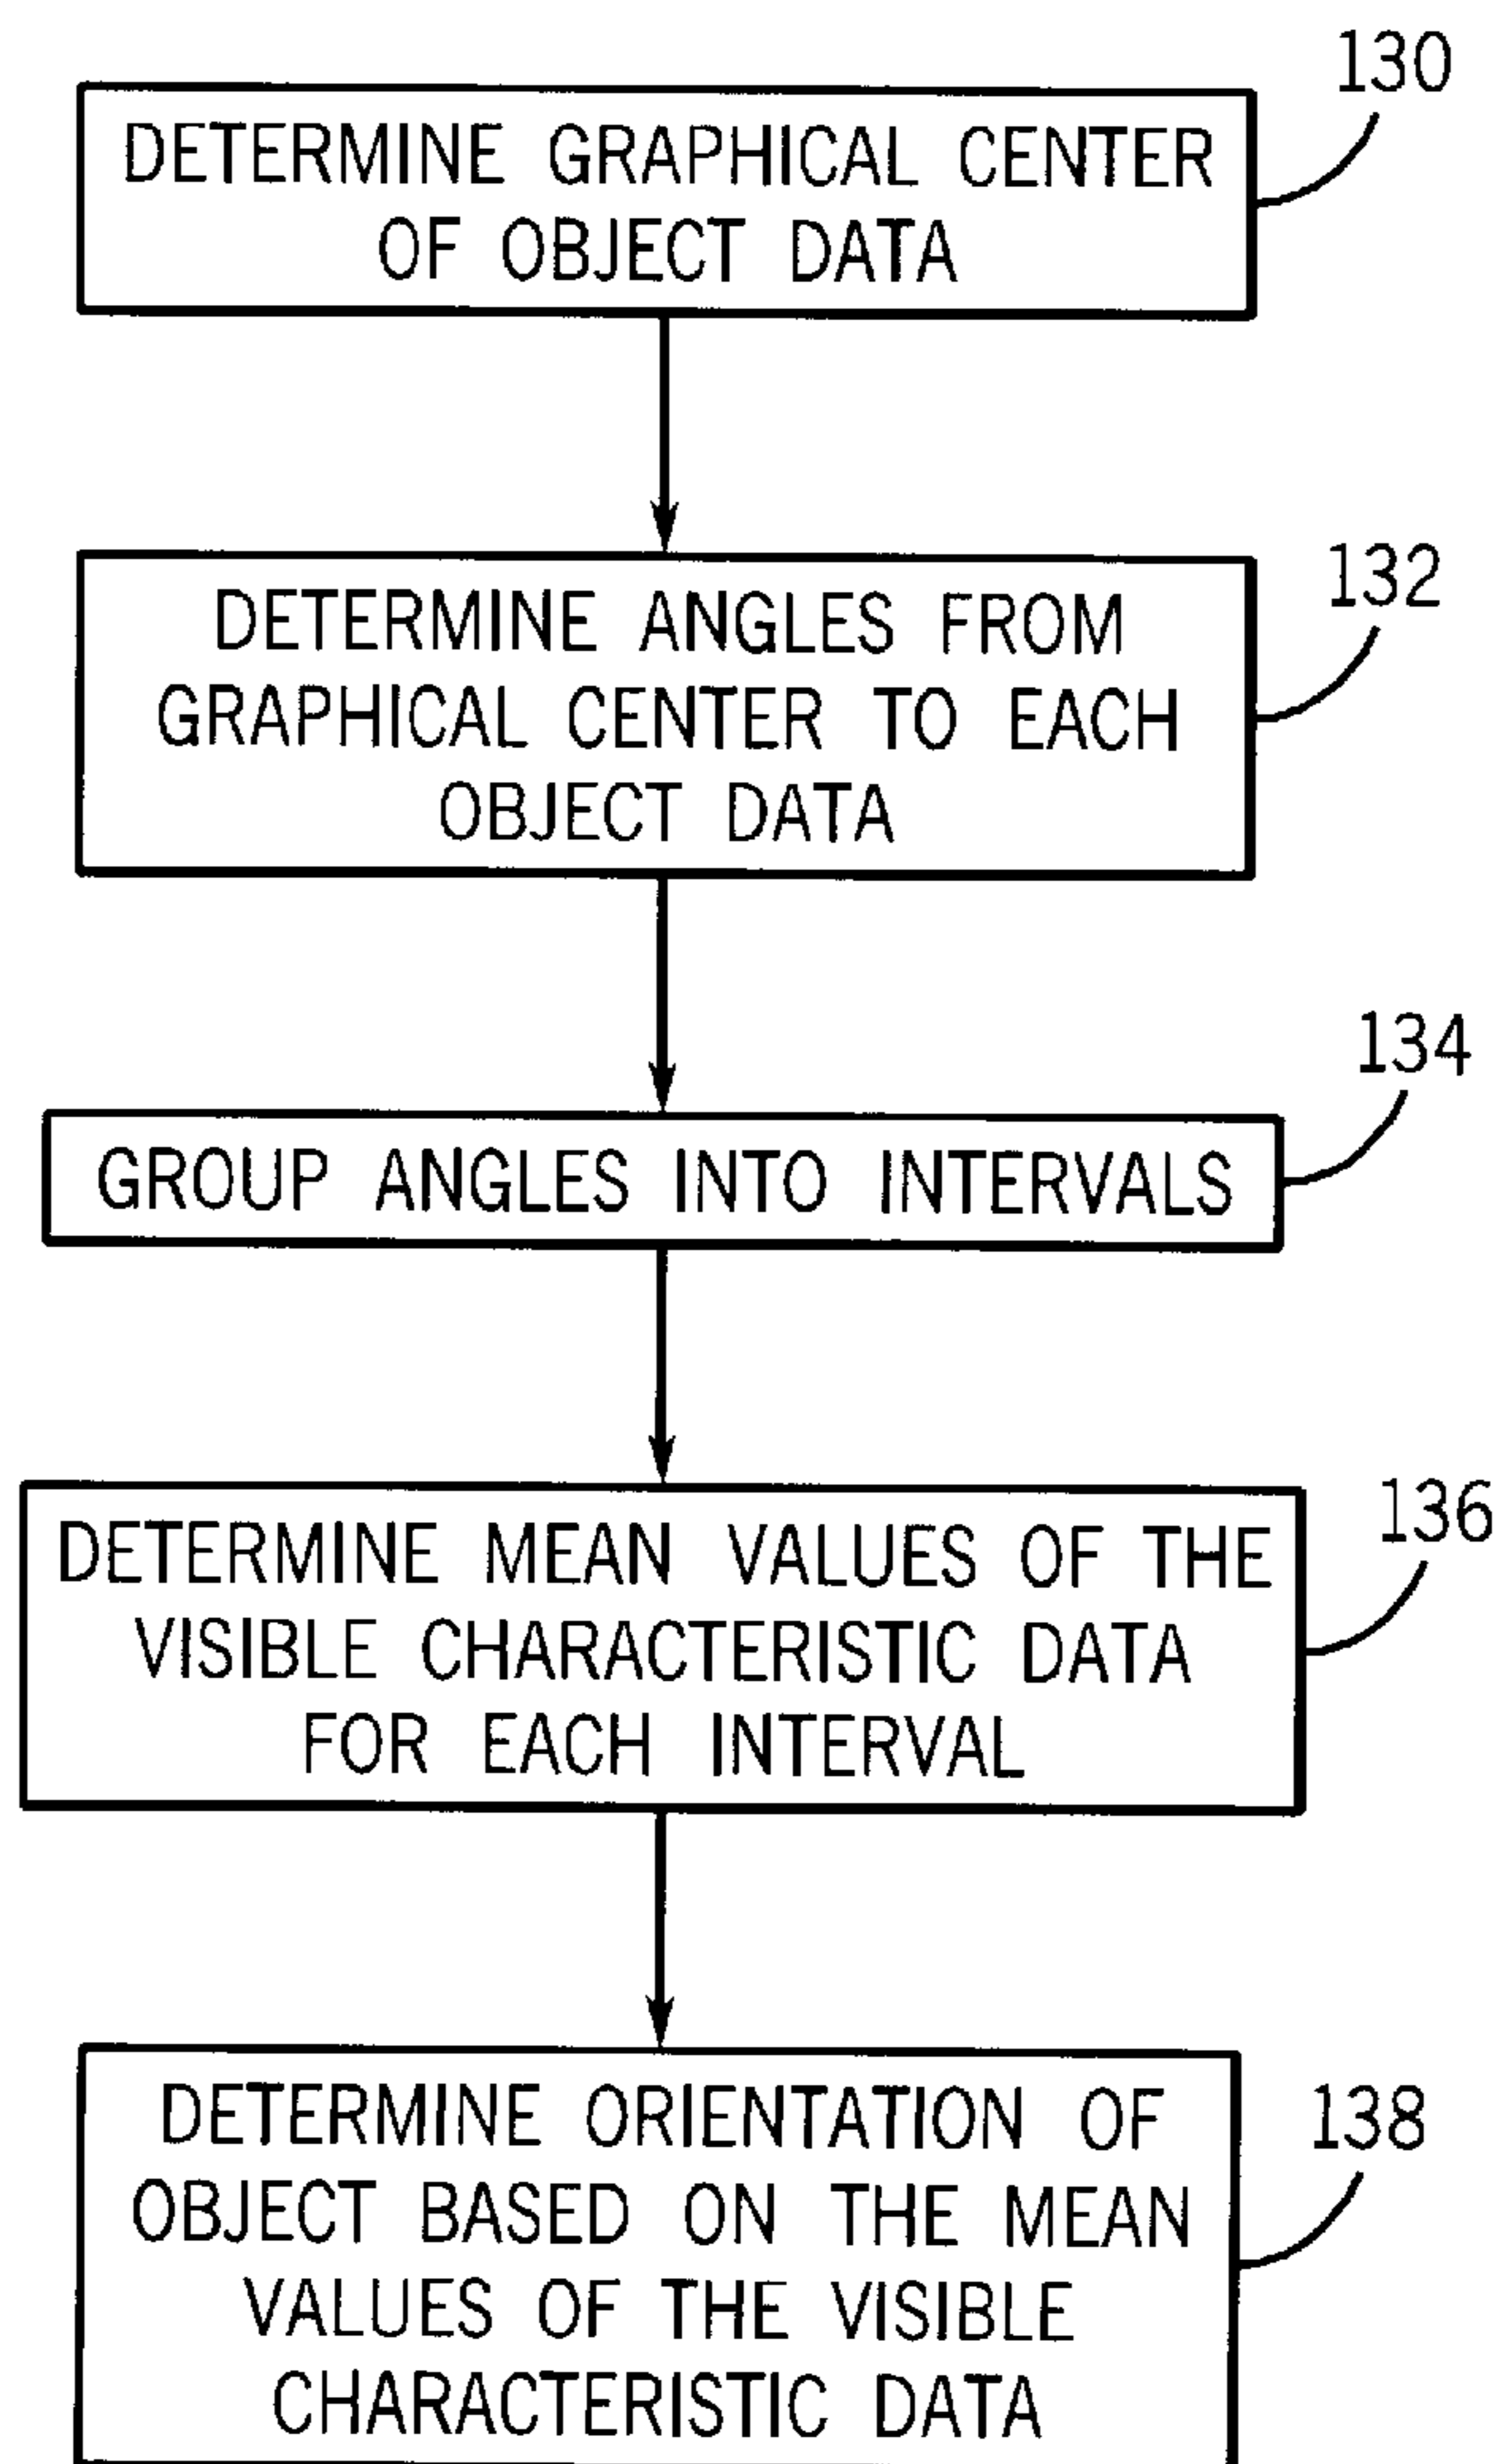 130
DETERMINE GRAPHICAL CENTER
OF OBJECT DATA
132
DETERMINE ANGLES FROM
GRAPHICAL CENTER TO EACH
OBJECT DATA
134
GROUP ANGLES INTO INTERVALS
136
DETERMINE MEAN VALUES OF THE
VISIBLE CHARACTERISTIC DATA
FOR EACH INTERVAL
138
DETERMINE ORIENTATION OF
OBJECT BASED ON THE MEAN
VALUES OF THE VISIBLE
CHARACTERISTIC DATA